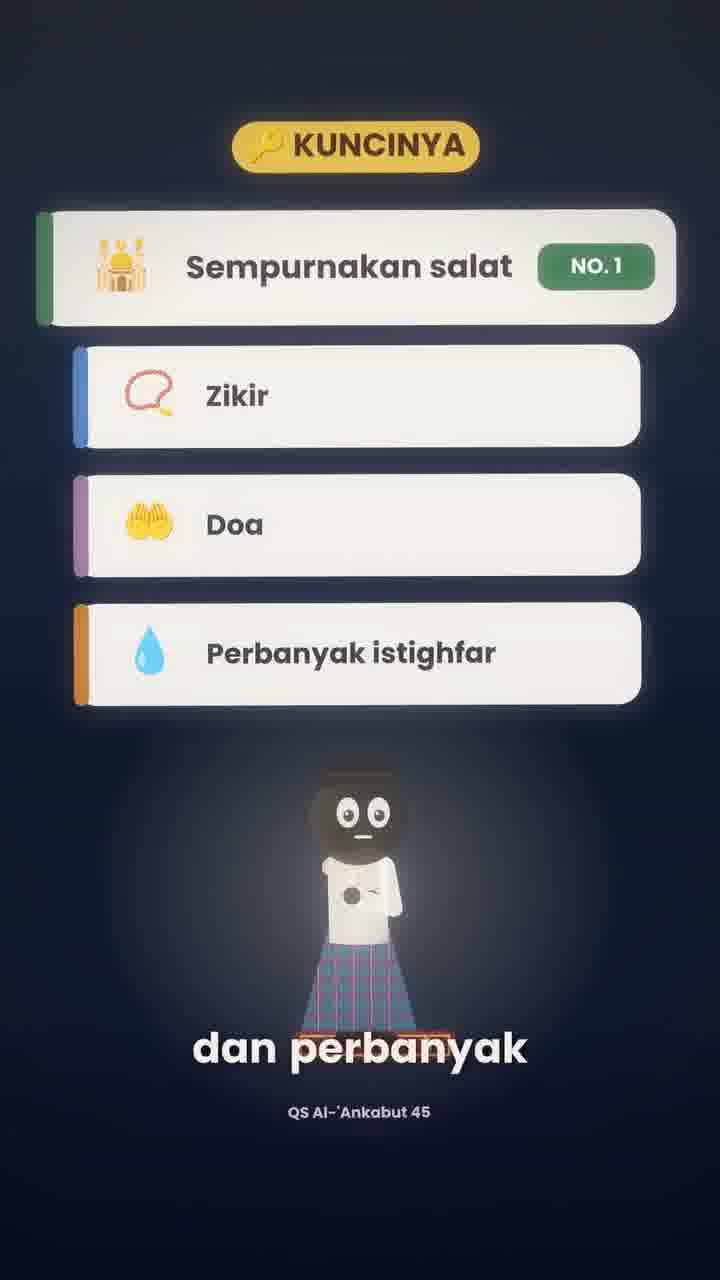 KUNCINYA
Sempurnakan salat NO. 1
Zikir
Doa
Perbanyak istighfar
dan perbanyak
QS Al-'Ankabut 45